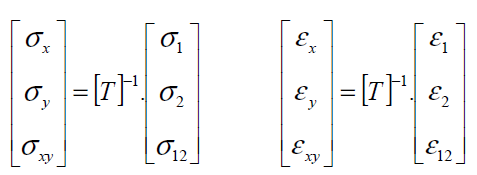 [σx σy σxy] = [T]⁻¹. [σ1 σ2 σ12]
[εx εy εxy] = [T]⁻¹. [ε1 ε2 ε12]